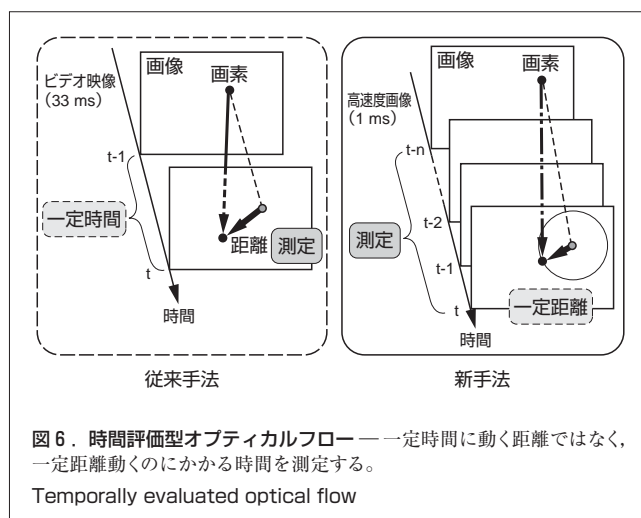 画像
画素
ビデオ映像
(33 ms)
t-1
一定時間
距離
測定
t
時間
従来手法
画像
画素
高速度画像
(1 ms)
t-n
t-2
測定
t-1
t
一定距離
時間
新手法
図6．時間評価型オプティカルフロー — 一定時間に動く距離ではなく，
一定距離動くのにかかる時間を測定する。
Temporally evaluated optical flow